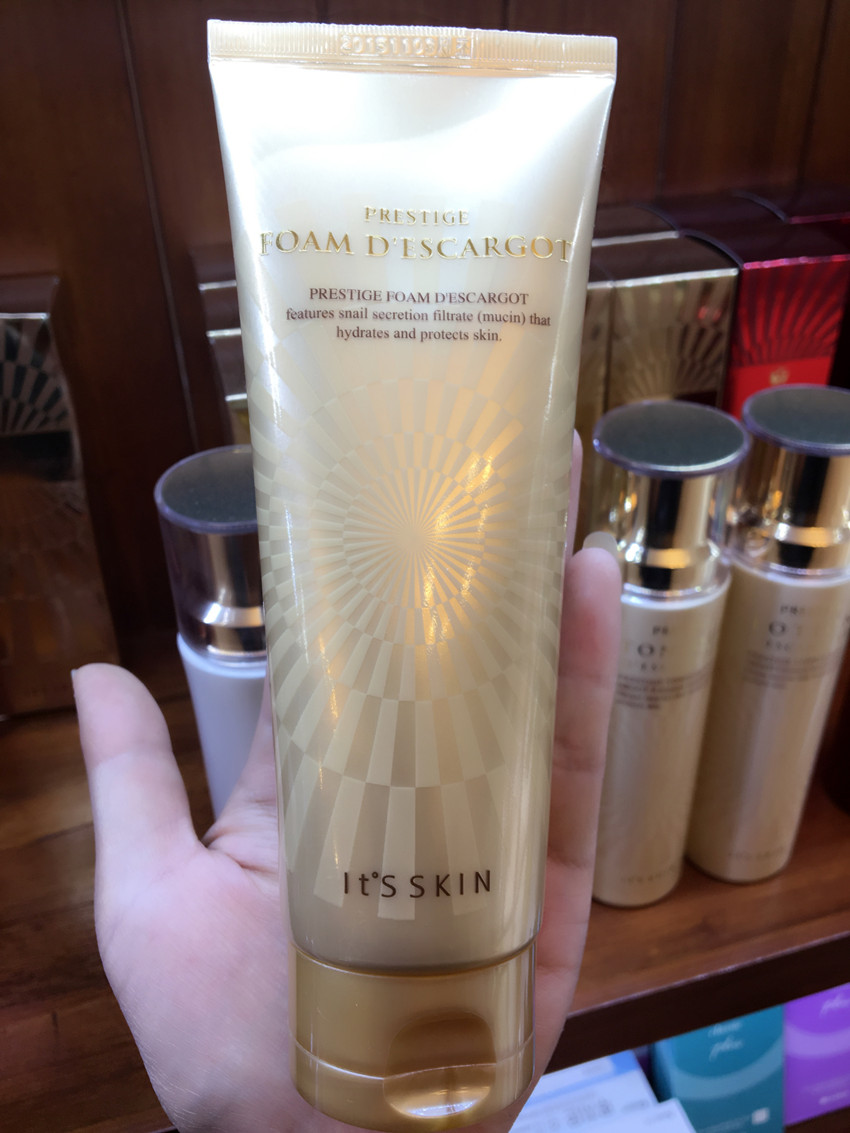 PRESTIGE
FOAM D'ESCARGOT
PRESTIGE FOAM D'ESCARGOT
features snail secretion filtrate (mucin) that
hydrates and protects skin.
It'S SKIN